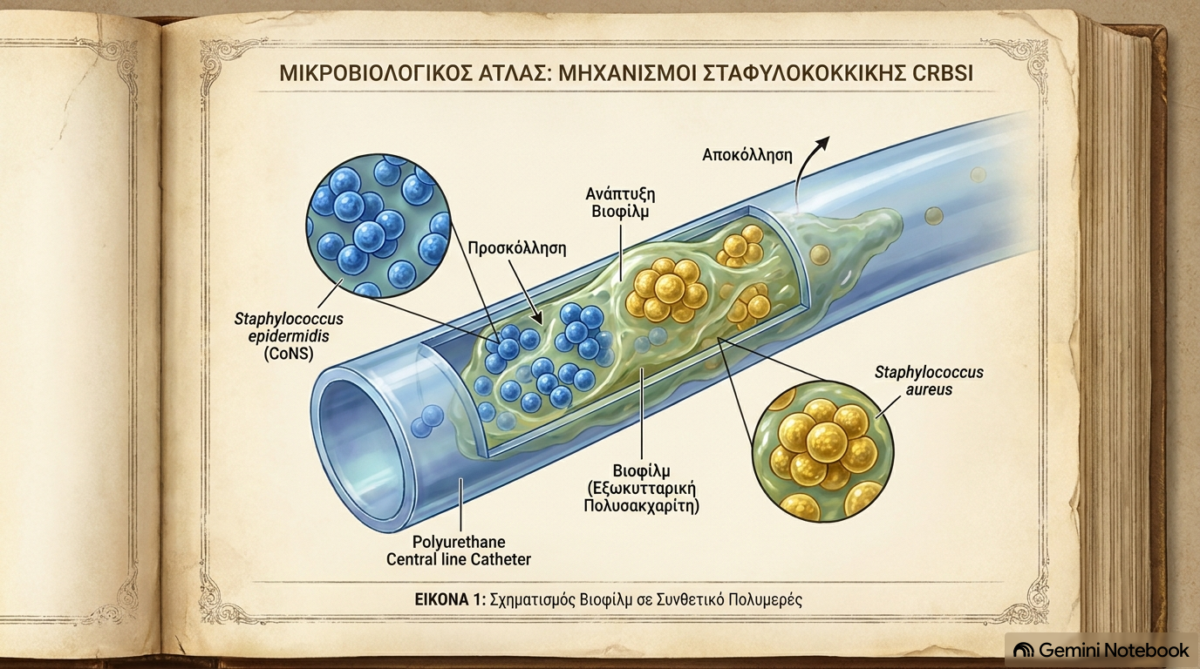 ΜΙΚΡΟΒΙΟΛΟΓΙΚΟΣ ΑΤΛΑΣ: ΜΗΧΑΝΙΣΜΟΙ ΣΤΑΦΥΛΟΚΟΚΚΙΚΗΣ CRBSI
Αποκόλληση
Ανάπτυξη
Βιοφίλμ
Προσκόλληση
Staphylococcus
epidermidis
(CoNS)
Staphylococcus
aureus
Βιοφίλμ
(Εξωκυτταρική
Πολυσακχαρίτη)
Polyurethane
Central line Catheter
ΕΙΚΟΝΑ 1: Σχηματισμός Βιοφίλμ σε Συνθετικό Πολυμερές
Gemini Notebook